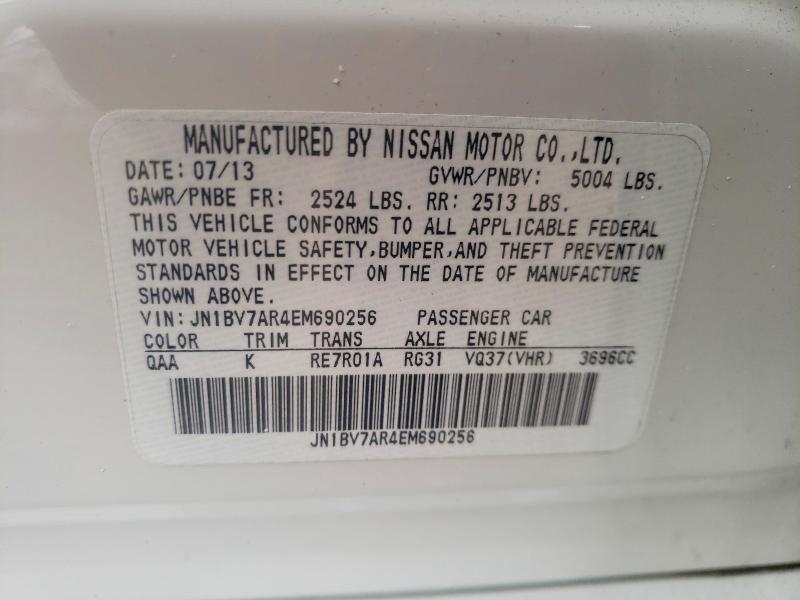 MANUFACTURED BY NISSAN MOTOR CO.,LTD.
DATE: 07/13 GVWR/PNBV: 5004 LBS.
GAWR/PNBE FR: 2524 LBS. RR: 2513 LBS.
THIS VEHICLE CONFORMS TO ALL APPLICABLE FEDERAL
MOTOR VEHICLE SAFETY,BUMPER,AND THEFT PREVENTION
STANDARDS IN EFFECT ON THE DATE OF MANUFACTURE
SHOWN ABOVE.
VIN:JN1BV7AR4EM690256 PASSENGER CAR
COLOR TRIM TRANS AXLE ENGINE
QAA K RE7R01A RG31 VQ37(VHR) 3696CC
JN1BV7AR4EM690256